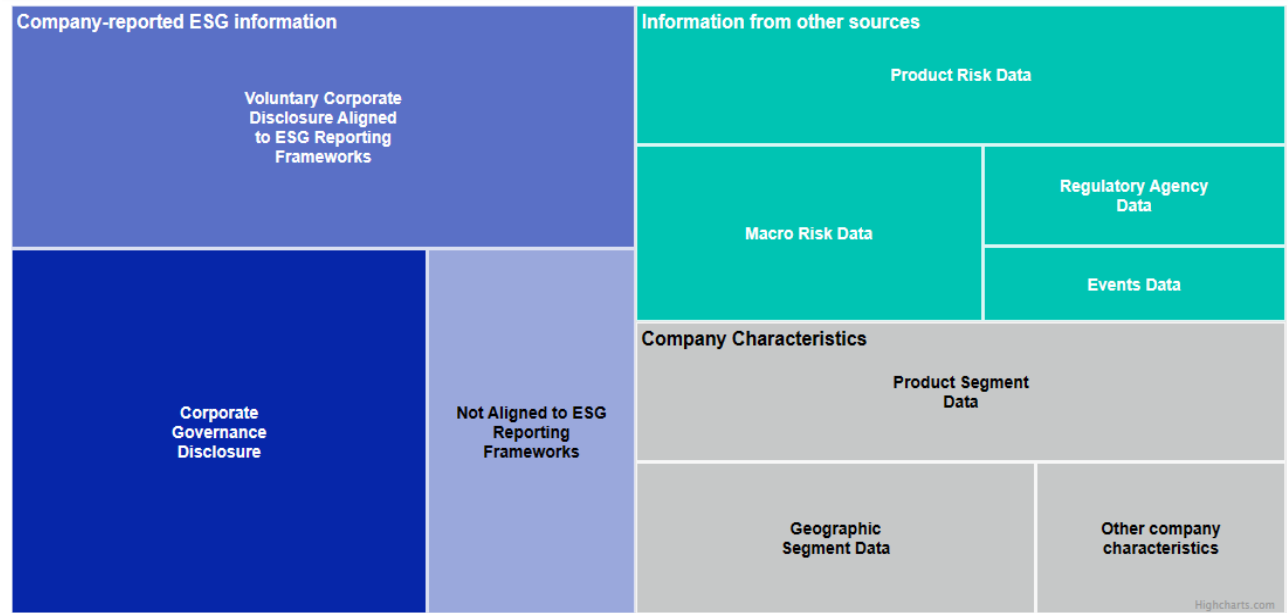 Company-reported ESG information
Voluntary Corporate
Disclosure Aligned
to ESG Reporting
Frameworks
Corporate
Governance
Disclosure
Not Aligned to ESG
Reporting
Frameworks
Information from other sources
Product Risk Data
Macro Risk Data
Regulatory Agency
Data
Events Data
Company Characteristics
Product Segment
Data
Geographic
Segment Data
Other company
characteristics
Highcharts.com